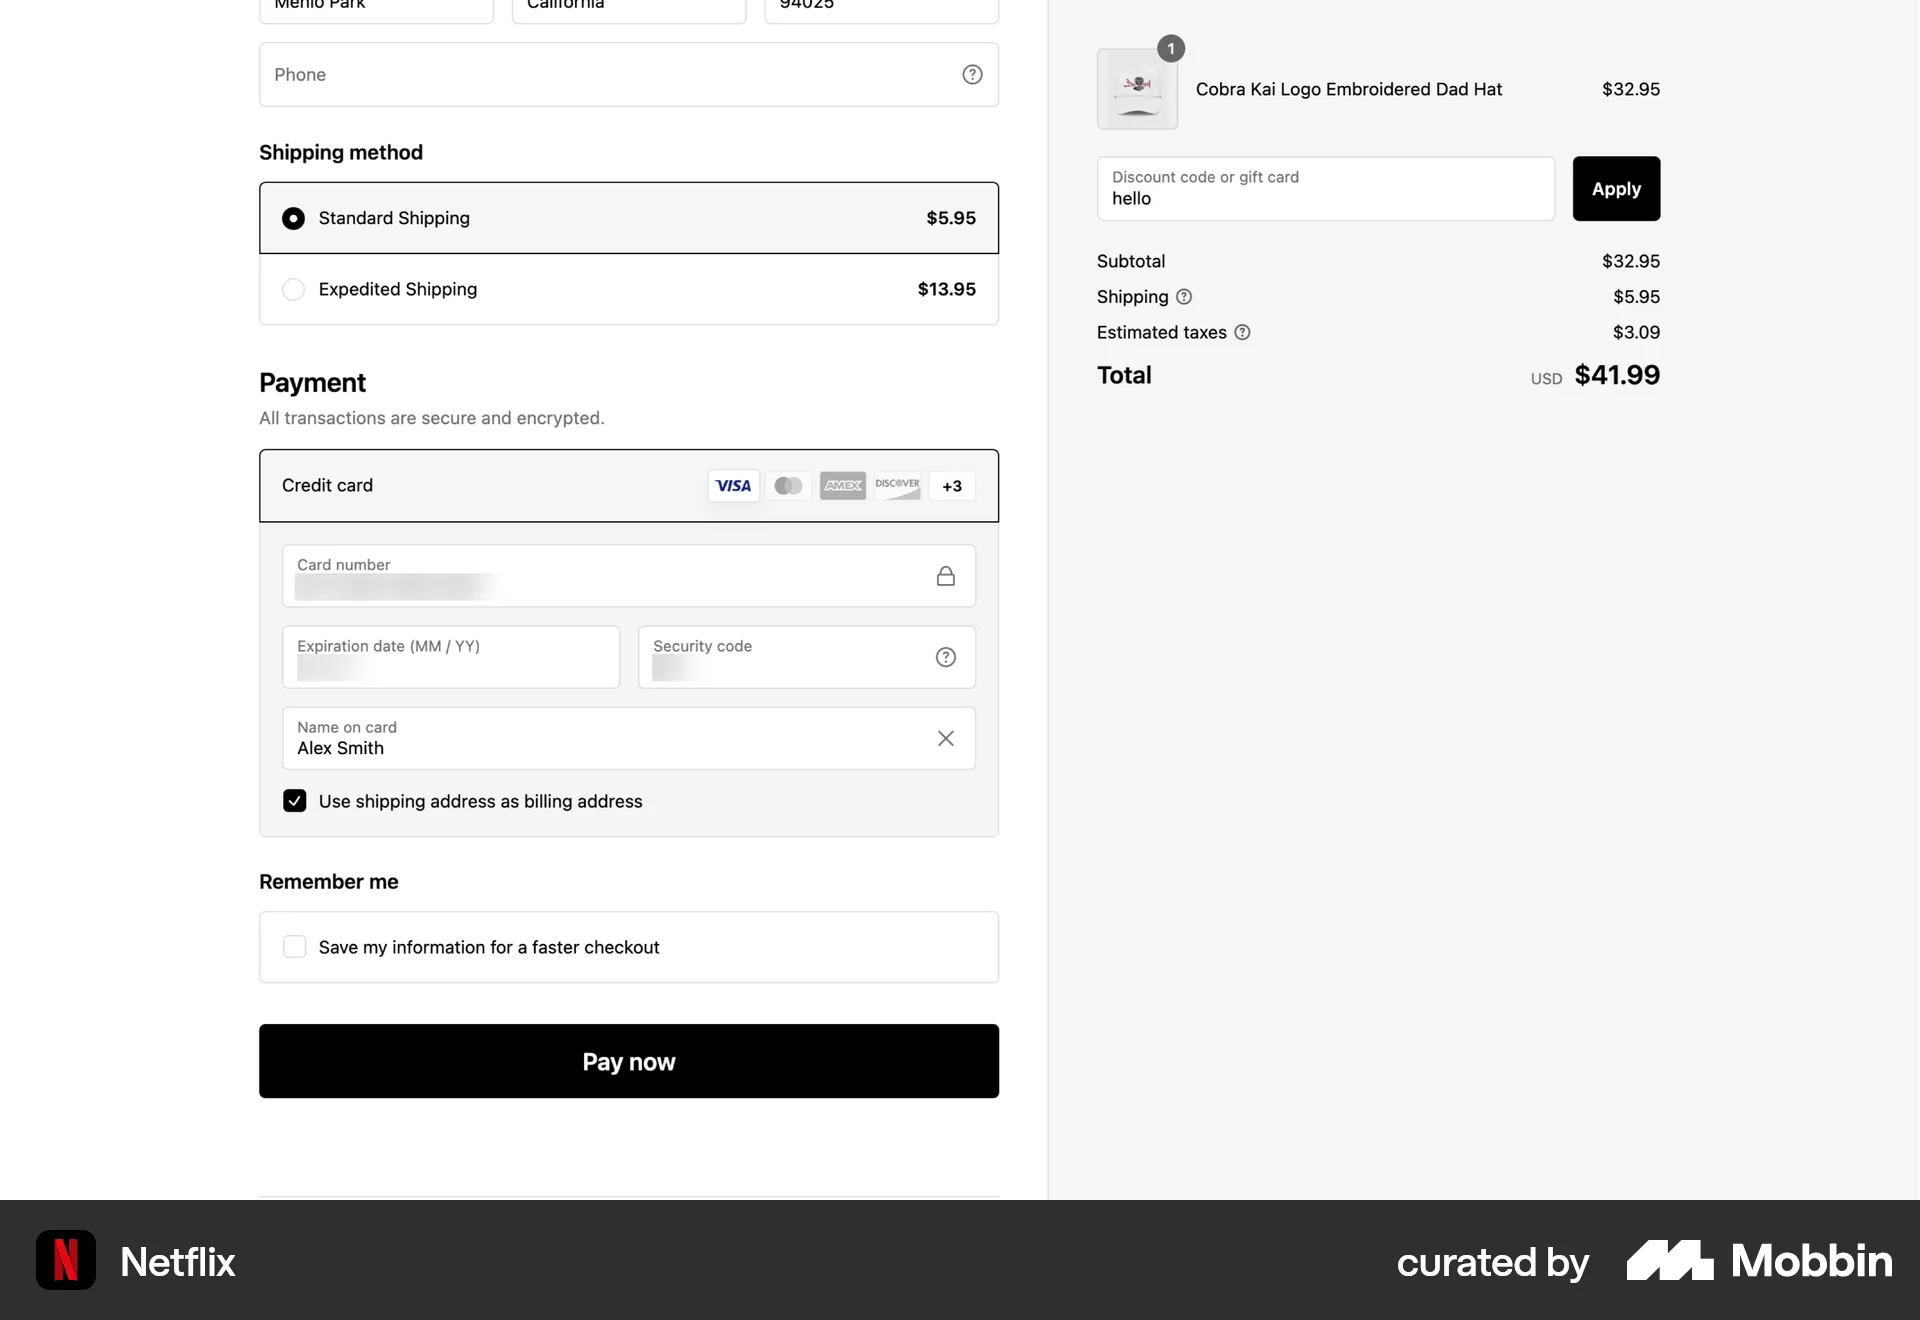 Menlo Park California 94025
Phone
Shipping method
Standard Shipping $5.95
Expedited Shipping $13.95
Payment
All transactions are secure and encrypted.
Credit card VISA AMEX DISCOVER +3
Card number
Expiration date (MM / YY) Security code
Name on card
Alex Smith
Use shipping address as billing address
Remember me
Save my information for a faster checkout
Pay now
1
Cobra Kai Logo Embroidered Dad Hat $32.95
Discount code or gift card
hello
Apply
Subtotal $32.95
Shipping $5.95
Estimated taxes $3.09
Total USD $41.99
Netflix
curated by Mobbin